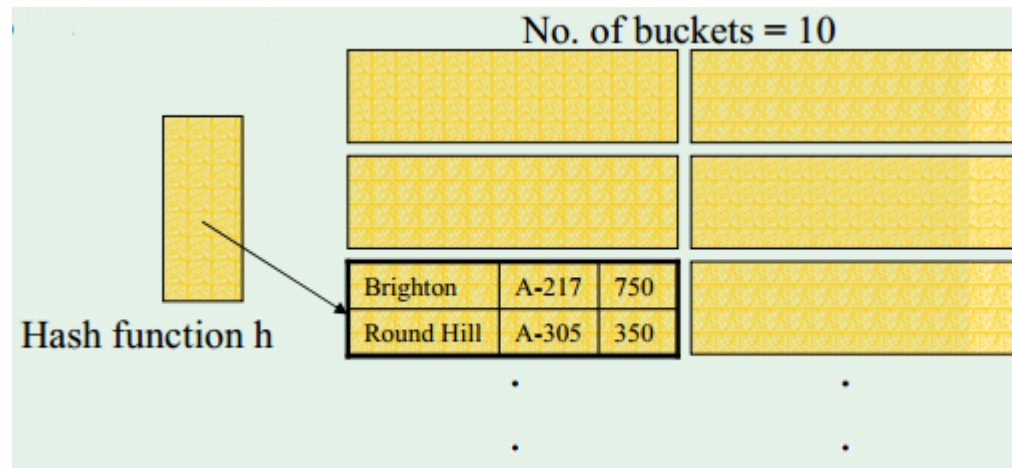 No. of buckets = 10
Brighton A-217 750
Round Hill A-305 350
Hash function h